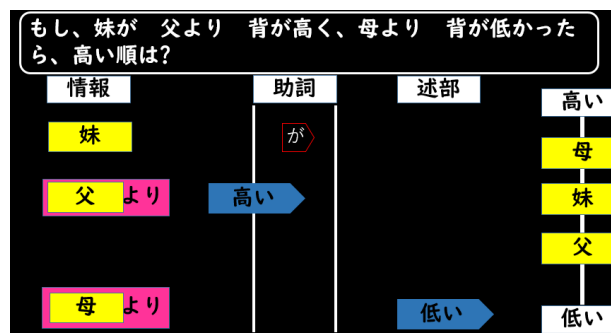 もし、妹が　父より　背が高く、母より　背が低かった
ら、高い順は?
情報
助詞
述部
高い
妹
が
母
父より
高い
妹
父
母より
低い
低い